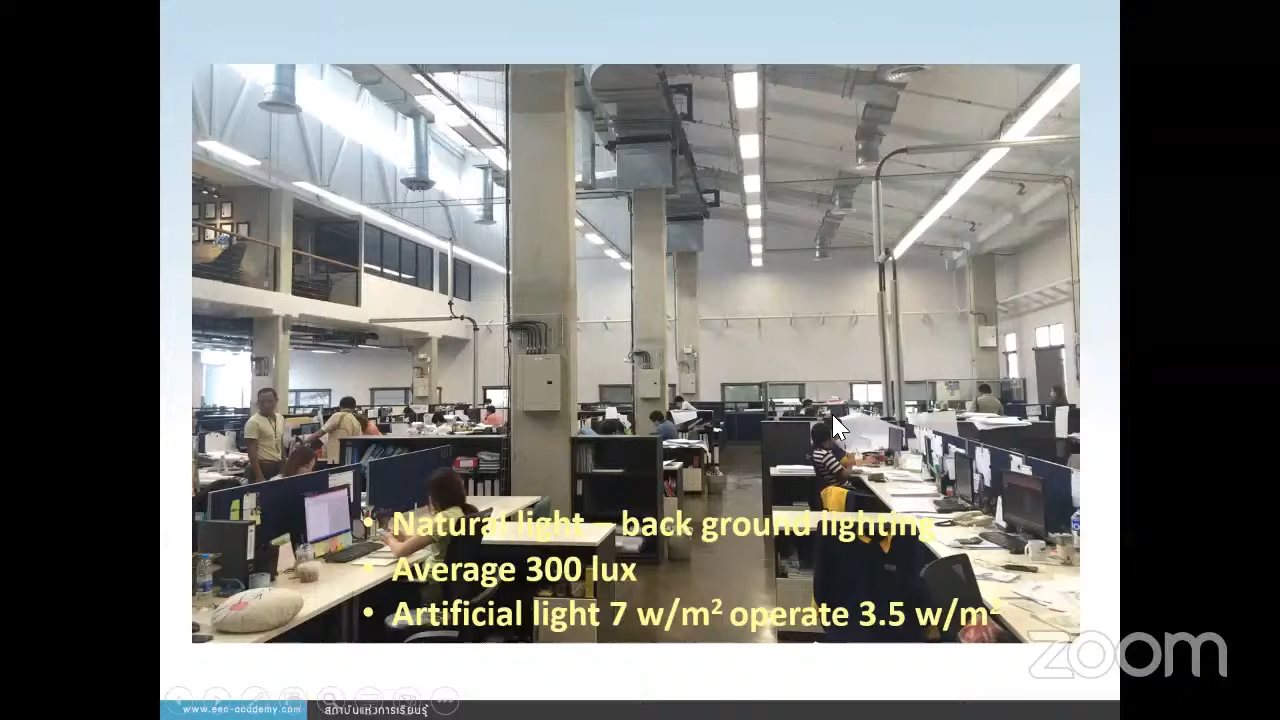 • Natural light – back ground lighting
• Average 300 lux
• Artificial light 7 w/m² operate 3.5 w/m²
zoom
www.eec-academy.com สถาบันแห่งการเรียนรู้